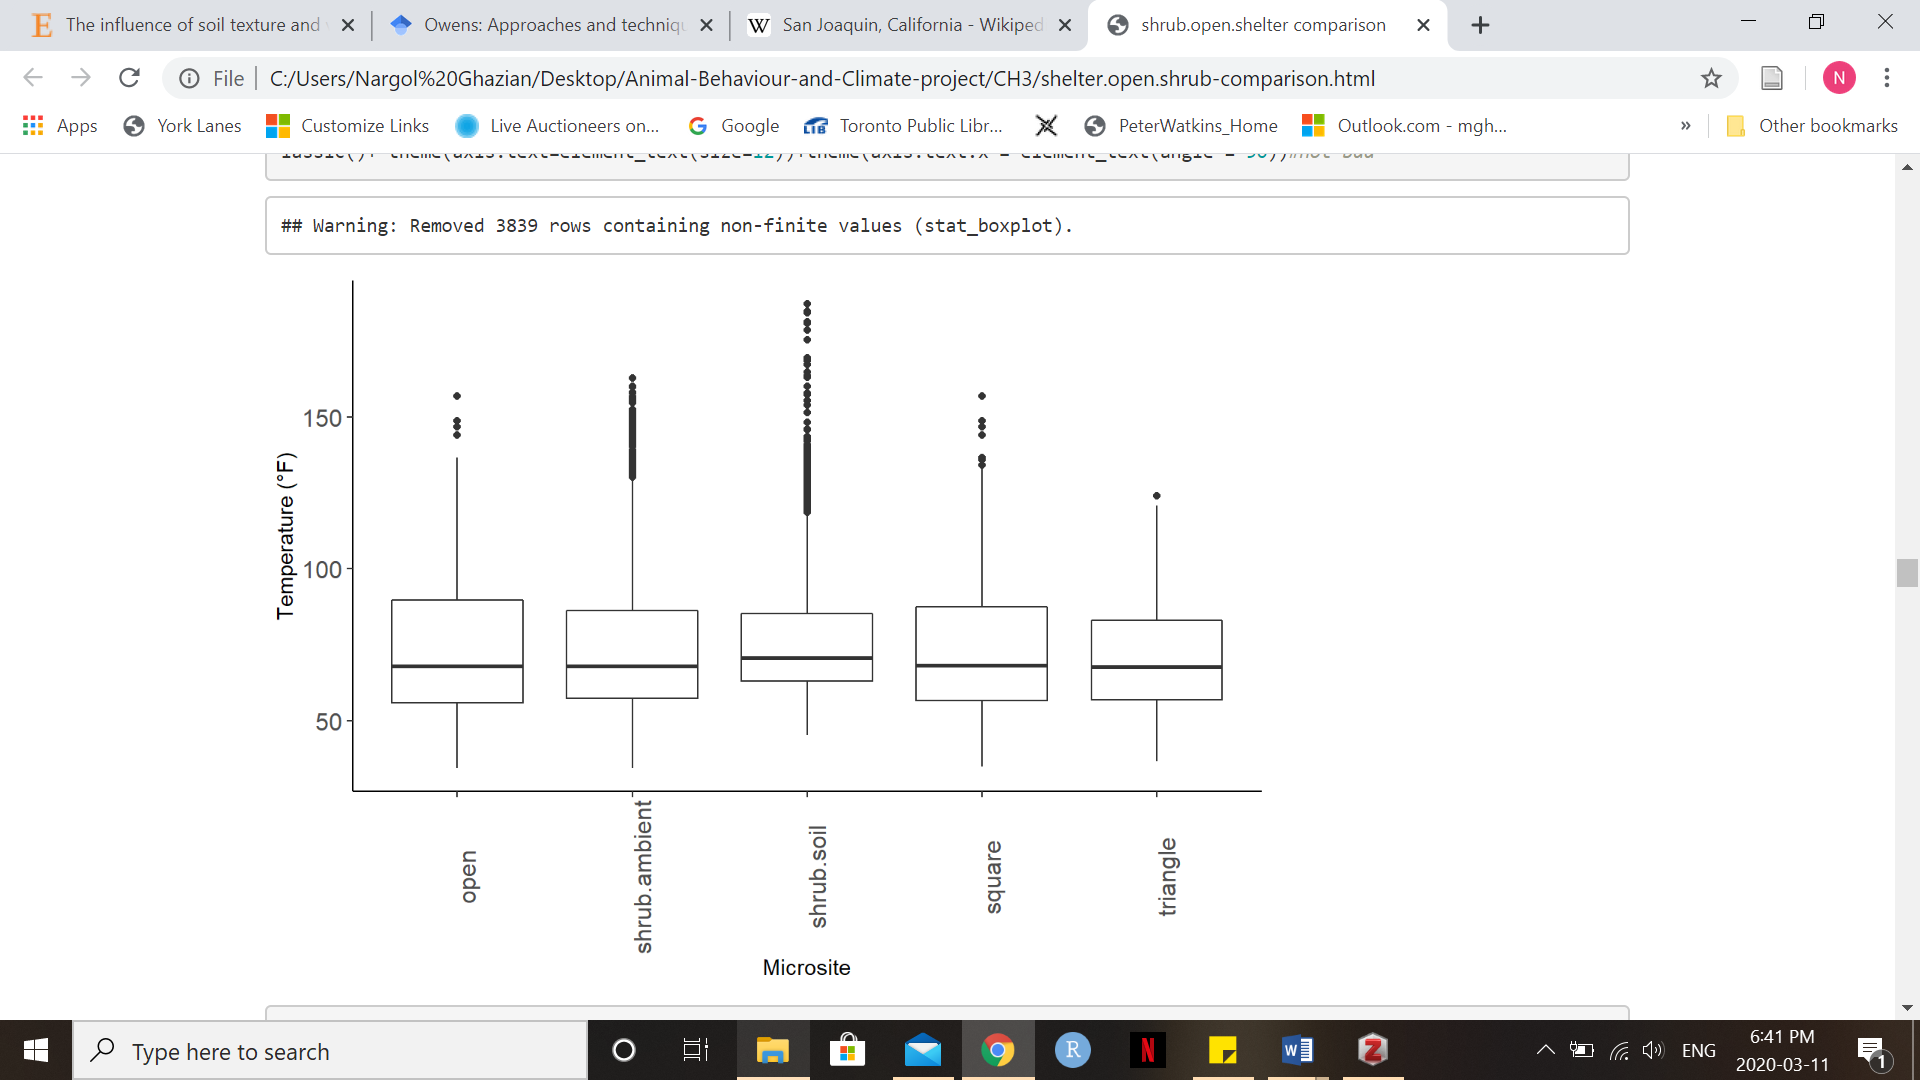 The influence of soil texture and
Owens: Approaches and techniqu
San Joaquin, California - Wikiped
shrub.open.shelter comparison
File
C:/Users/Nargol%20Ghazian/Desktop/Animal-Behaviour-and-Climate-project/CH3/shelter.open.shrub-comparison.html
N
Apps
York Lanes
Customize Links
Live Auctioneers on...
Google
Toronto Public Libr...
PeterWatkins_Home
Outlook.com - mgh...
»
Other bookmarks
## Warning: Removed 3839 rows containing non-finite values (stat_boxplot).
150
100
50
Temperature (°F)
open
shrub.ambient
shrub.soil
square
triangle
Microsite
Type here to search
ENG
6:41 PM
2020-03-11
1